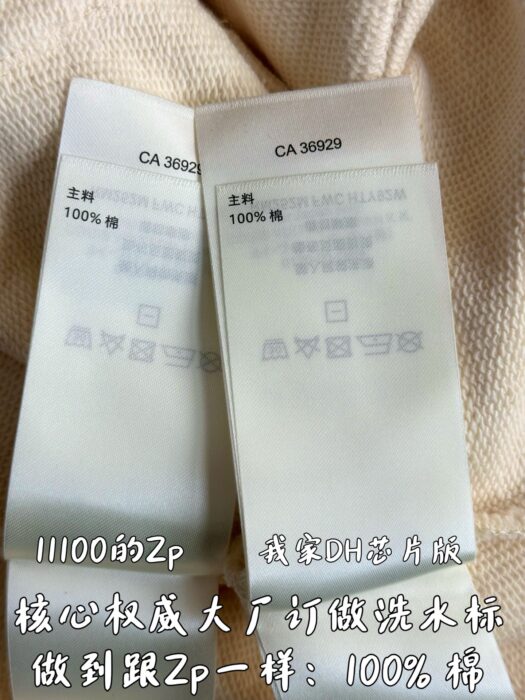 CA 36929
CA 36929
主料
100% 棉
主料
100% 棉
11100的Zp
我家DH芯片版
核心权威大厂订做洗水标
做到跟Zp一样：100% 棉